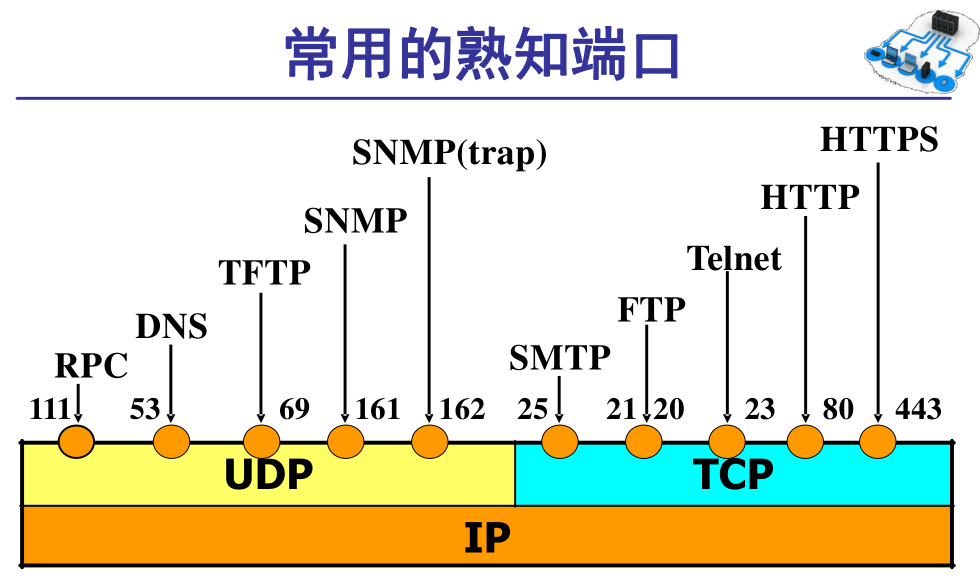 常用的熟知端口
HTTPS
SNMP(trap)
HTTP
SNMP
Telnet
TFTP
FTP
DNS
SMTP
RPC
111 53 69 161 162 25 21 20 23 80 443
UDP TCP
IP